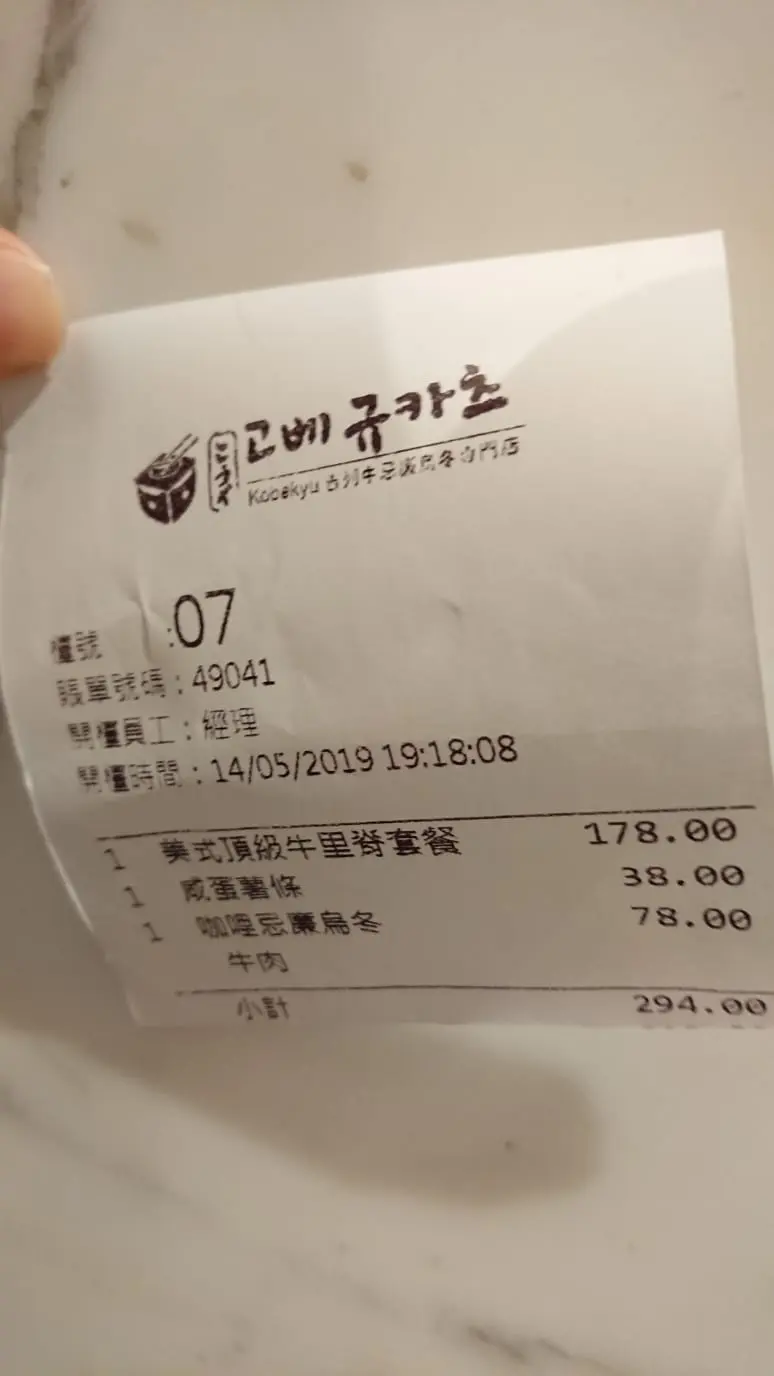 고베 규카츠
Kobekyu 古列牛忌廉烏冬專門店
檯號 :07
賬單號碼 : 49041
開檯員工 : 經理
開檯時間 : 14/05/2019 19:18:08
1 美式頂級牛里脊套餐 178.00
1 咸蛋薯條 38.00
1 咖喱忌廉烏冬 78.00
牛肉
小計 294.00